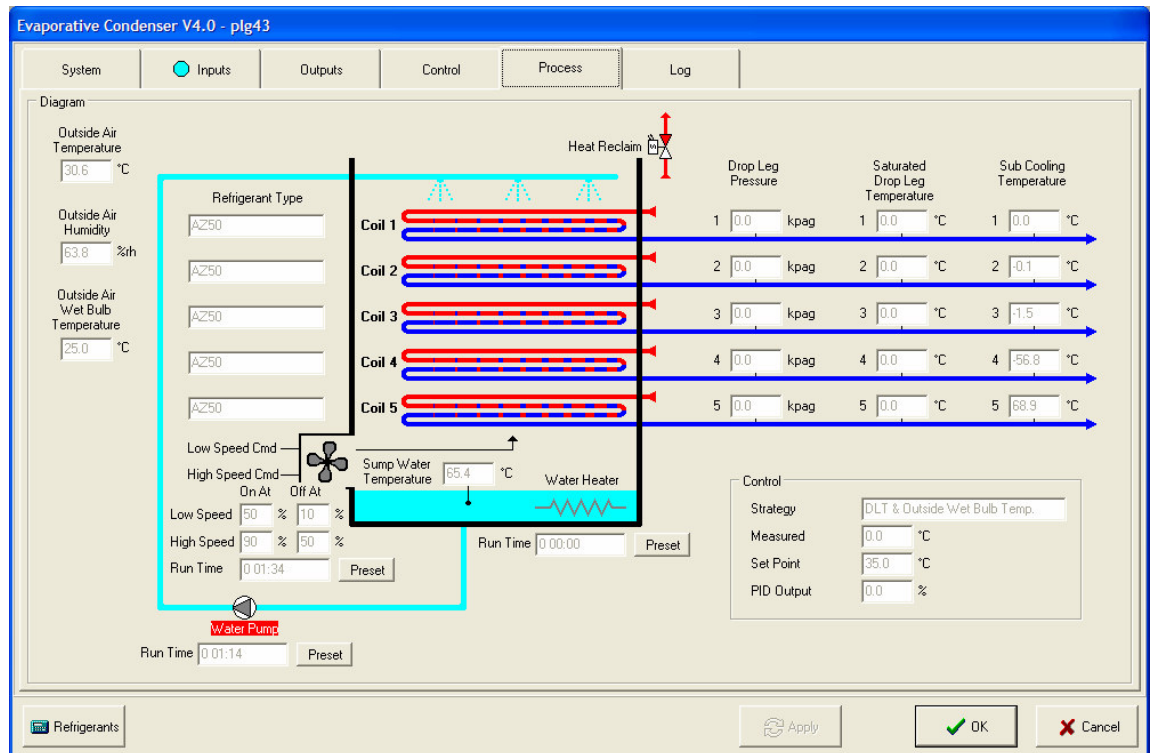 Evaporative Condenser V4.0 - plg43
System
Inputs
Outputs
Control
Process
Log
Diagram
Outside Air
Temperature
30.6 °C
Outside Air
Humidity
63.8 %rh
Outside Air
Wet Bulb
Temperature
25.0 °C
Refrigerant Type
AZ50
AZ50
AZ50
AZ50
AZ50
Heat Reclaim
S
Coil 1
Coil 2
Coil 3
Coil 4
Coil 5
Drop Leg
Pressure
1 0.0 kpag
2 0.0 kpag
3 0.0 kpag
4 0.0 kpag
5 0.0 kpag
Saturated
Drop Leg
Temperature
1 0.0 °C
2 0.0 °C
3 0.0 °C
4 0.0 °C
5 0.0 °C
Sub Cooling
Temperature
1 0.0 °C
2 -0.1 °C
3 -1.5 °C
4 -56.8 °C
5 68.9 °C
Low Speed Cmd
High Speed Cmd
On At Off At
Low Speed 50 % 10 %
High Speed 90 % 50 %
Run Time 0 01:34 Preset
Sump Water
Temperature 65.4 °C
Water Heater
Run Time 0 00:00 Preset
Water Pump
Run Time 0 01:14 Preset
Control
Strategy DLT & Outside Wet Bulb Temp.
Measured 0.0 °C
Set Point 35.0 °C
PID Output 0.0 %
Refrigerants
Apply
OK
Cancel